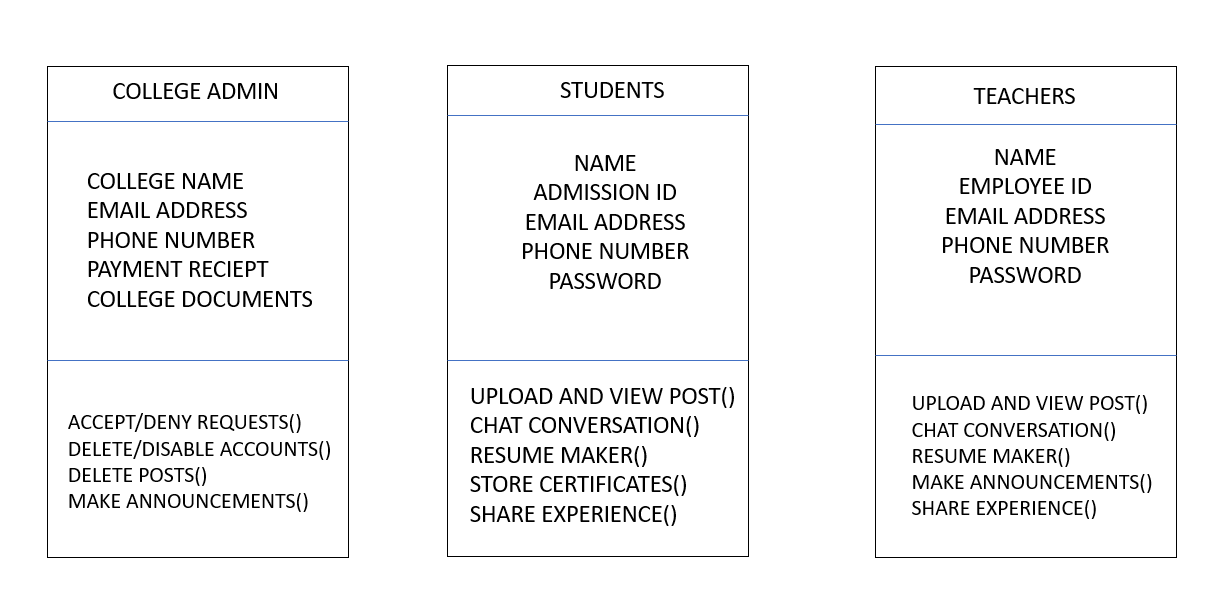 COLLEGE ADMIN
COLLEGE NAME
EMAIL ADDRESS
PHONE NUMBER
PAYMENT RECIEPT
COLLEGE DOCUMENTS
ACCEPT/DENY REQUESTS()
DELETE/DISABLE ACCOUNTS()
DELETE POSTS()
MAKE ANNOUNCEMENTS()
STUDENTS
NAME
ADMISSION ID
EMAIL ADDRESS
PHONE NUMBER
PASSWORD
UPLOAD AND VIEW POST()
CHAT CONVERSATION()
RESUME MAKER()
STORE CERTIFICATES()
SHARE EXPERIENCE()
TEACHERS
NAME
EMPLOYEE ID
EMAIL ADDRESS
PHONE NUMBER
PASSWORD
UPLOAD AND VIEW POST()
CHAT CONVERSATION()
RESUME MAKER()
MAKE ANNOUNCEMENTS()
SHARE EXPERIENCE()